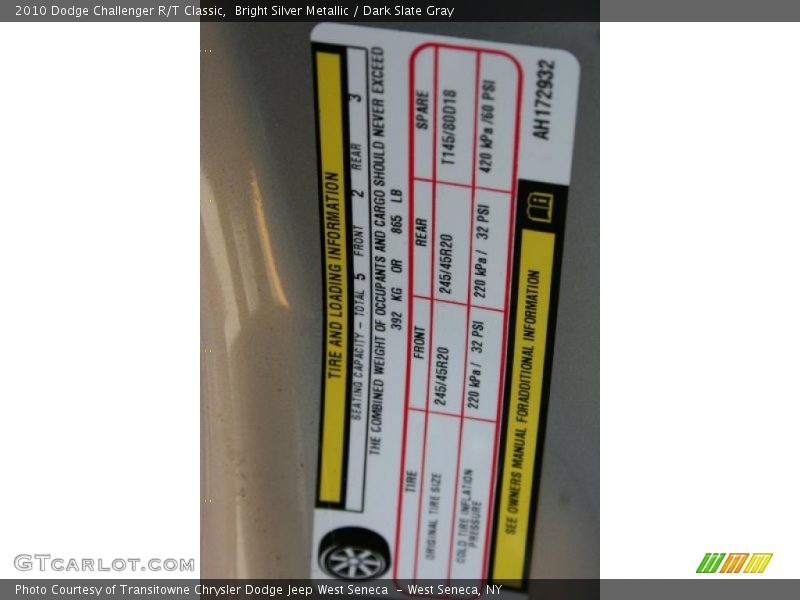 2010 Dodge Challenger R/T Classic,  Bright Silver Metallic / Dark Slate Gray
TIRE AND LOADING INFORMATION
SEATING CAPACITY - TOTAL 5 FRONT 2 REAR 3
THE COMBINED WEIGHT OF OCCUPANTS AND CARGO SHOULD NEVER EXCEED
392 KG OR 865 LB
TIRE FRONT REAR SPARE
ORIGINAL TIRE SIZE 245/45R20 245/45R20 T145/80D18
COLD TIRE INFLATION PRESSURE 220 kPa / 32 PSI 220 kPa / 32 PSI 420 kPa /60 PSI
SEE OWNERS MANUAL FORADDITIONAL INFORMATION
AH172932
GTcarlot.com
Photo Courtesy of Transitowne Chrysler Dodge Jeep West Seneca  - West Seneca, NY